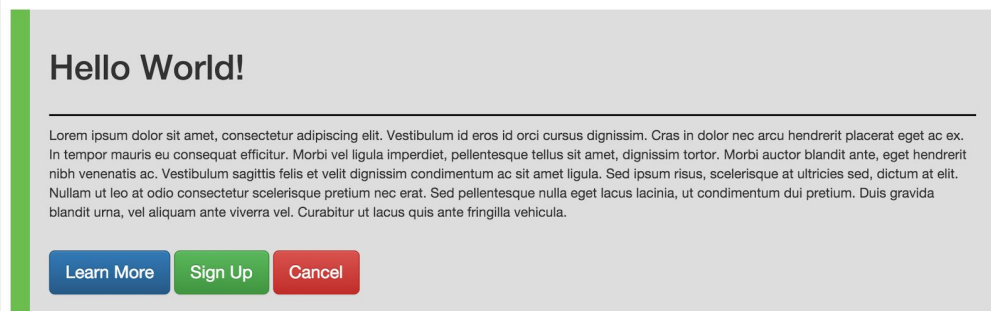 Hello World!
Lorem ipsum dolor sit amet, consectetur adipiscing elit. Vestibulum id eros id orci cursus dignissim. Cras in dolor nec arcu hendrerit placerat eget ac ex.
In tempor mauris eu consequat efficitur. Morbi vel ligula imperdiet, pellentesque tellus sit amet, dignissim tortor. Morbi auctor blandit ante, eget hendrerit
nibh venenatis ac. Vestibulum sagittis felis et velit dignissim condimentum ac sit amet ligula. Sed ipsum risus, scelerisque at ultricies sed, dictum at elit.
Nullam ut leo at odio consectetur scelerisque pretium nec erat. Sed pellentesque nulla eget lacus lacinia, ut condimentum dui pretium. Duis gravida
blandit urna, vel aliquam ante viverra vel. Curabitur ut lacus quis ante fringilla vehicula.
Learn More Sign Up Cancel